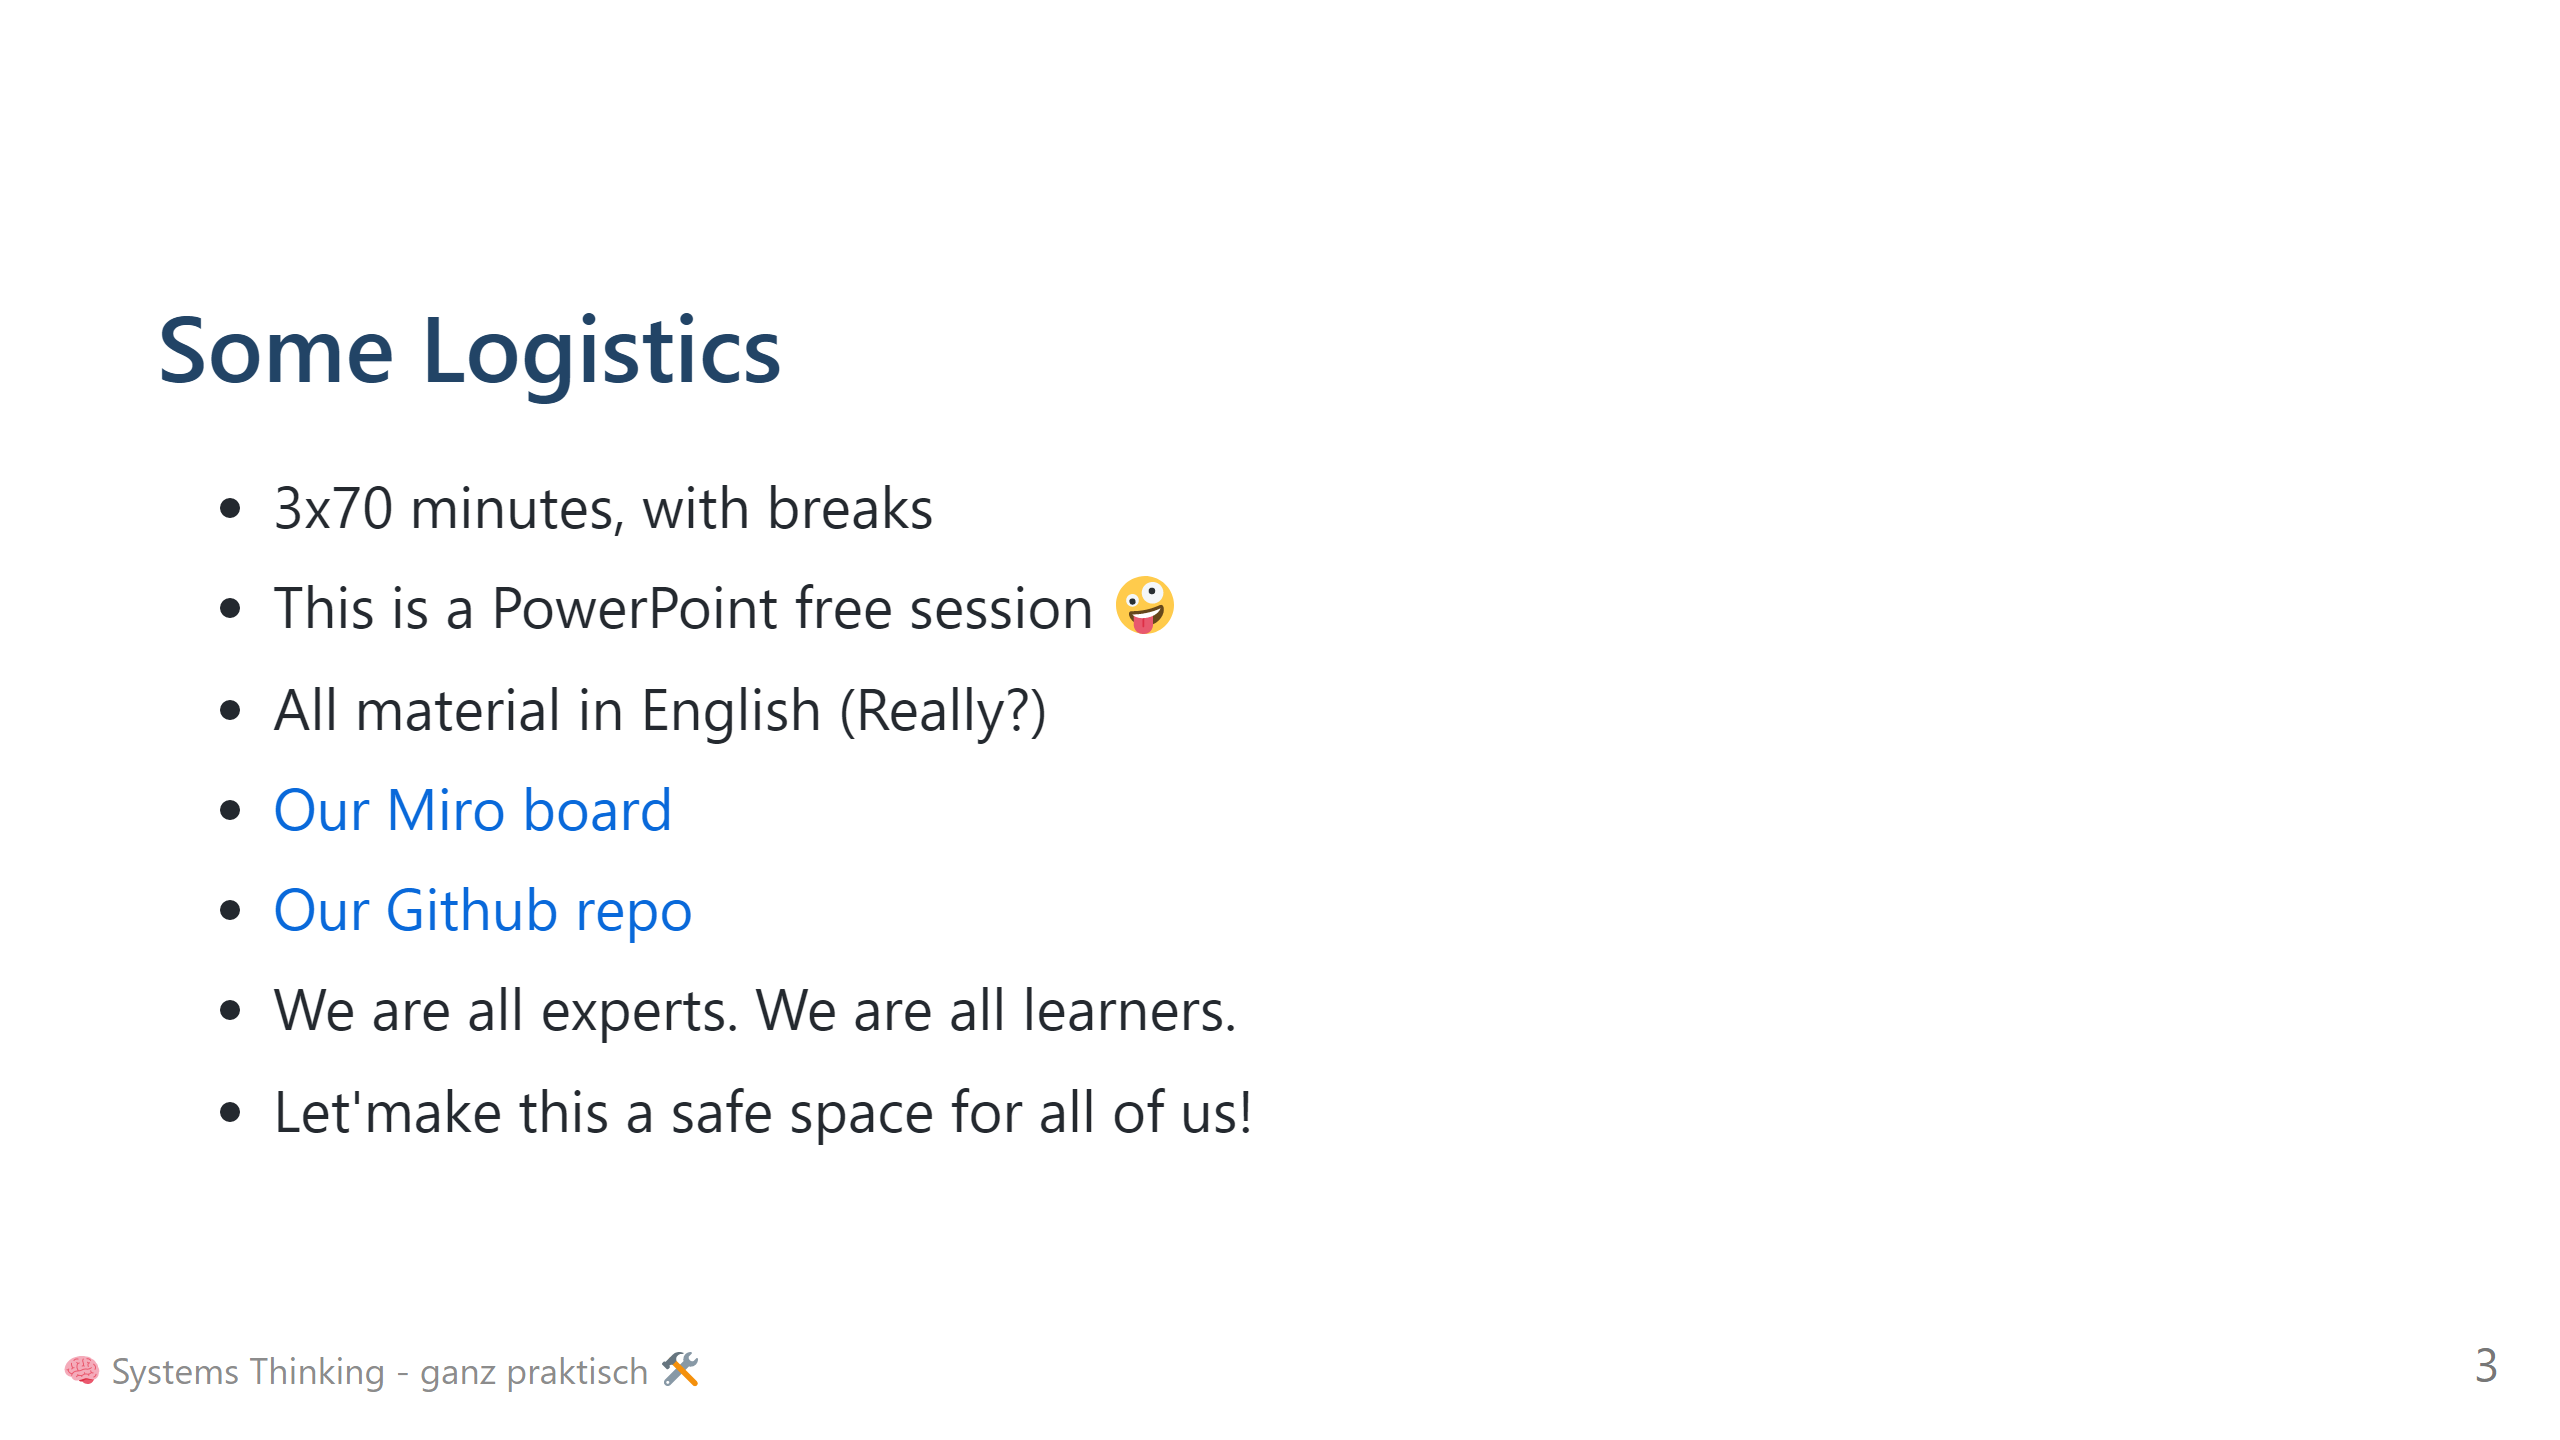 Some Logistics
• 3x70 minutes, with breaks
• This is a PowerPoint free session 🤪
• All material in English (Really?)
• Our Miro board
• Our Github repo
• We are all experts. We are all learners.
• Let'make this a safe space for all of us!
🧠 Systems Thinking - ganz praktisch 🛠️
3